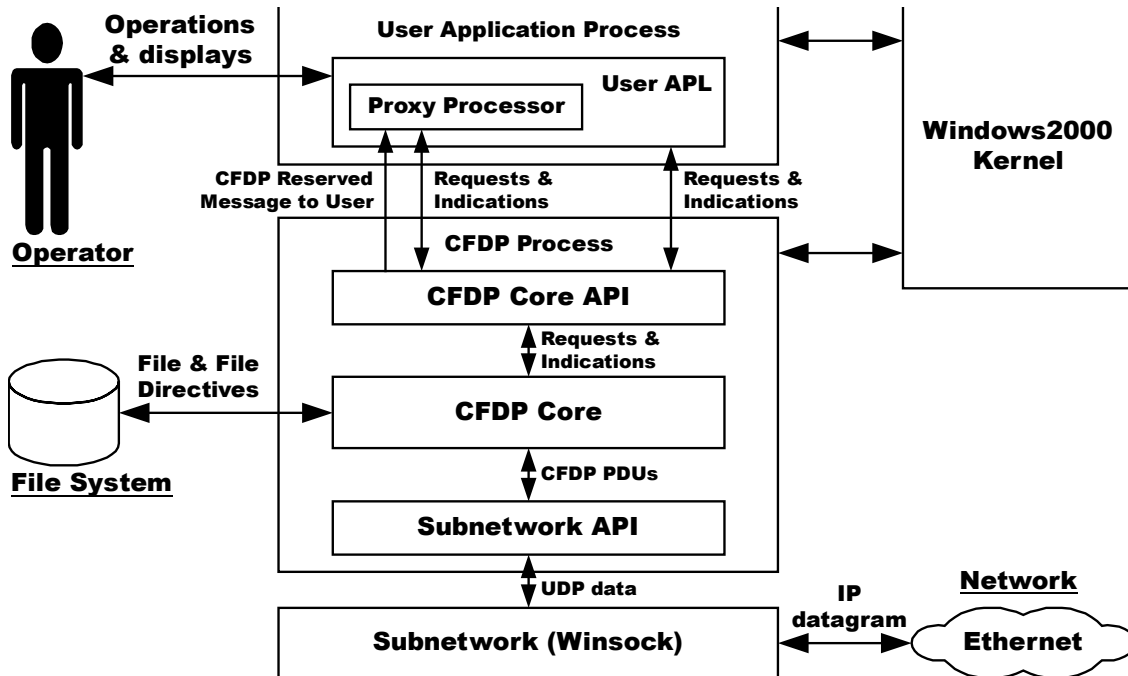 Operations
& displays
User Application Process
User APL
Proxy Processor
Windows2000
Kernel
CFDP Reserved
Message to User
Requests &
Indications
Requests &
Indications
Operator
CFDP Process
CFDP Core API
Requests &
Indications
File & File
Directives
CFDP Core
File System
CFDP PDUs
Subnetwork API
UDP data
Network
IP
datagram
Subnetwork (Winsock)
Ethernet